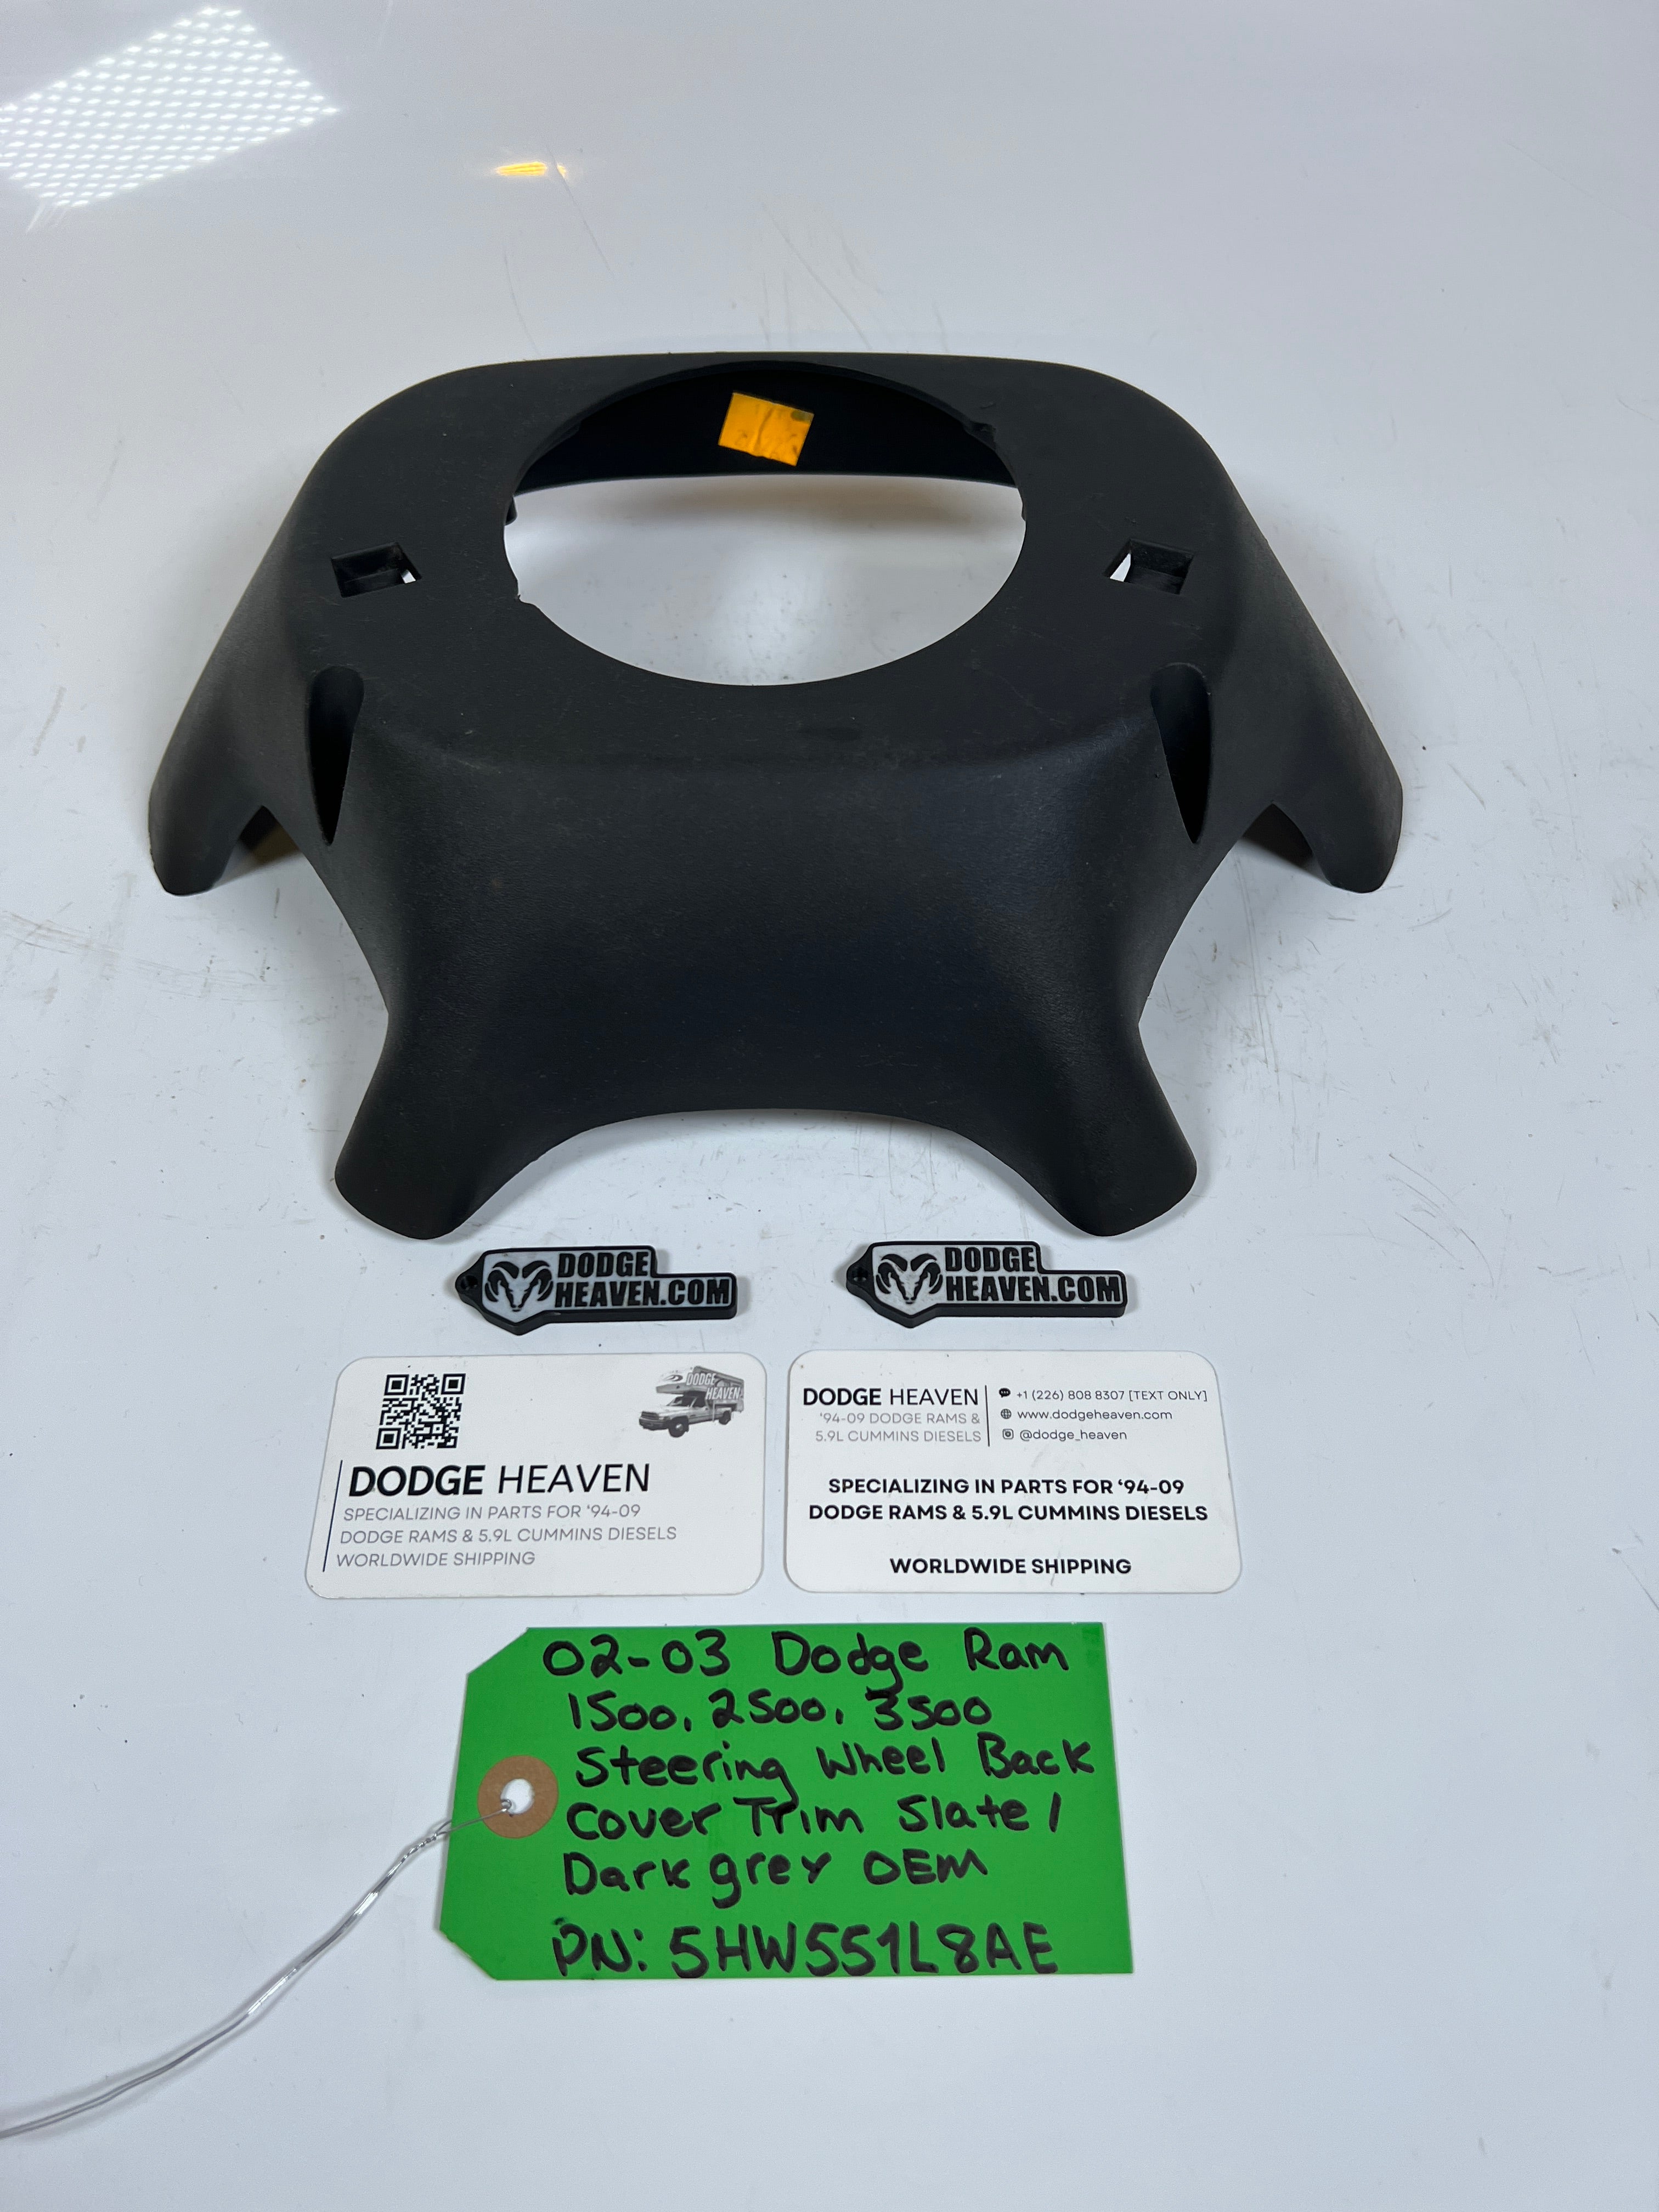 DODGE
HEAVEN.COM
DODGE
HEAVEN.COM
DODGE
HEAVEN
DODGE HEAVEN
SPECIALIZING IN PARTS FOR ‘94-09
DODGE RAMS & 5.9L CUMMINS DIESELS
WORLDWIDE SHIPPING
DODGE HEAVEN
‘94-09 DODGE RAMS &
5.9L CUMMINS DIESELS
+1 (226) 808 8307 [TEXT ONLY]
www.dodgeheaven.com
@dodge_heaven
SPECIALIZING IN PARTS FOR ‘94-09
DODGE RAMS & 5.9L CUMMINS DIESELS
WORLDWIDE SHIPPING
02-03 Dodge Ram
1500, 2500, 3500
Steering Wheel Back
Cover Trim Slate /
Dark grey OEM
PN: 5HW551L8AE